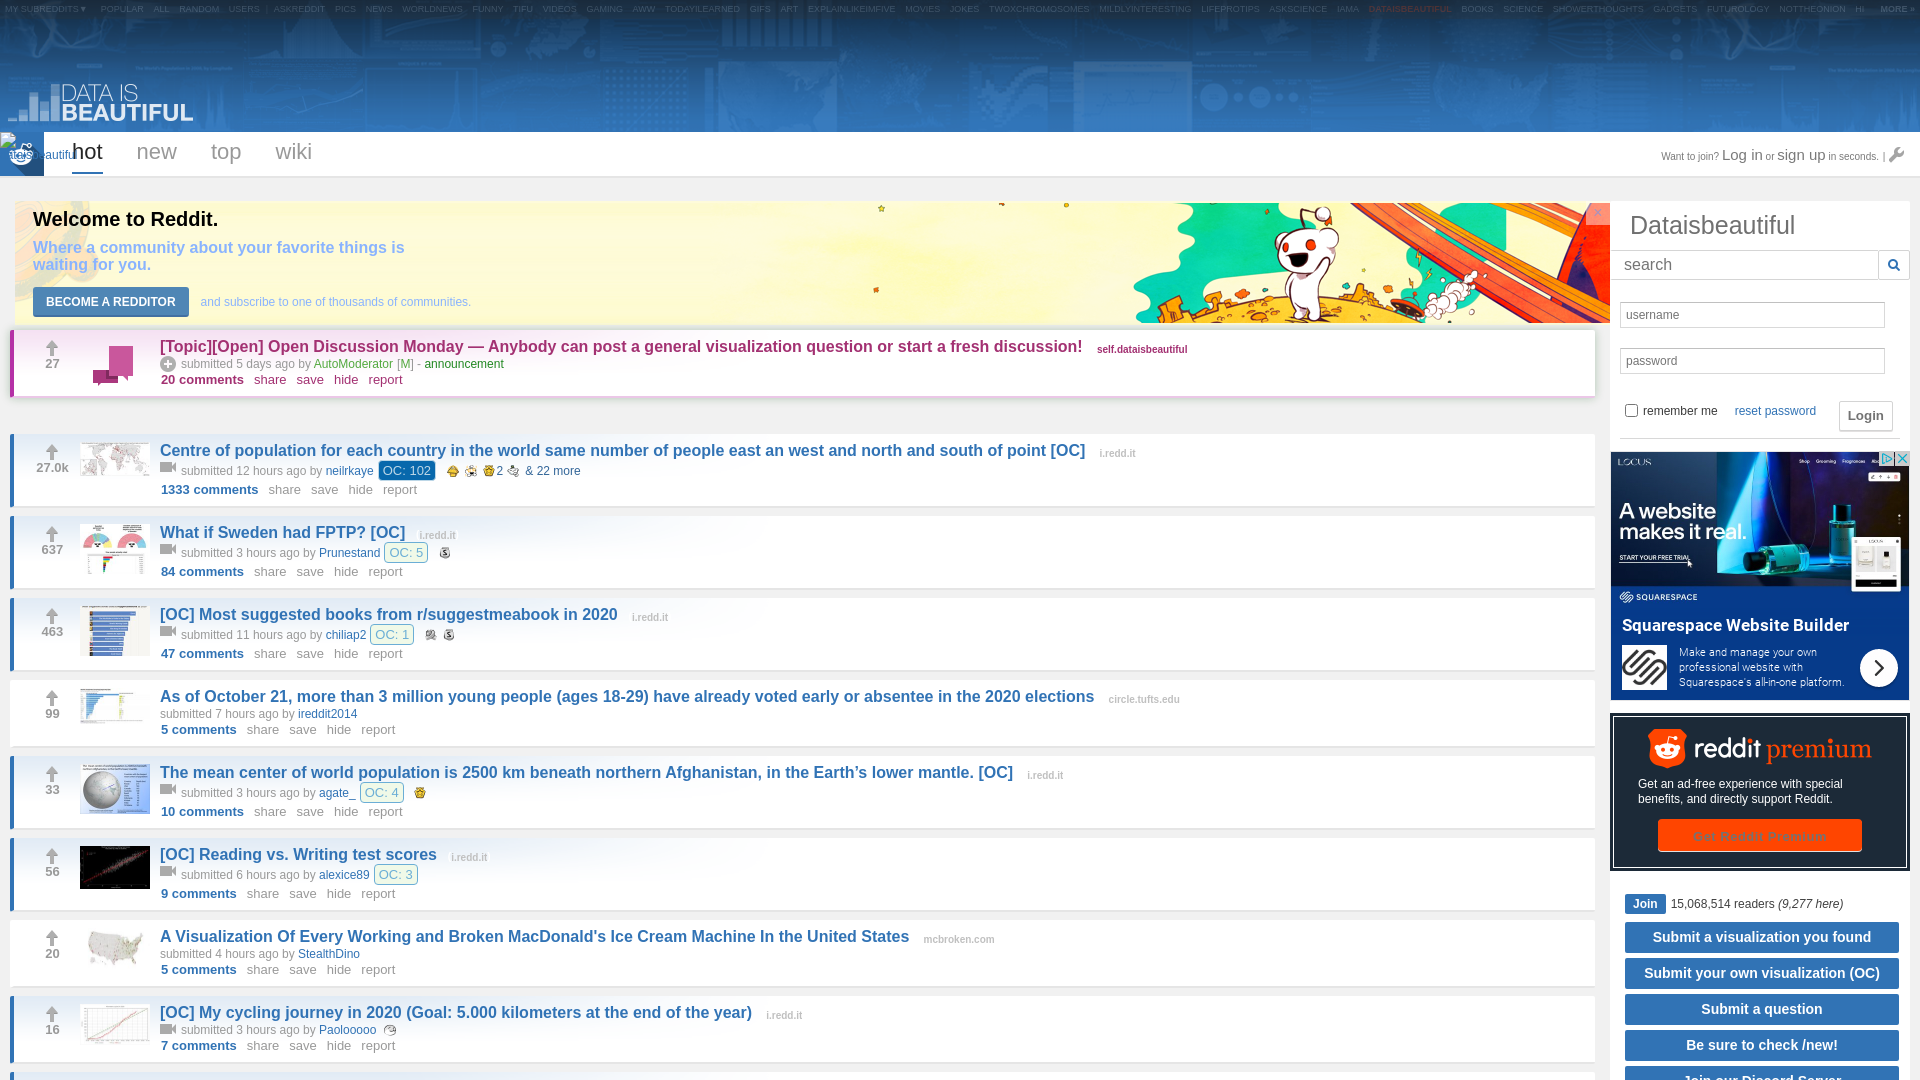 MY SUBREDDITS POPULAR ALL RANDOM USERS | ASKREDDIT PICS NEWS WORLDNEWS FUNNY TIFU VIDEOS GAMING AWW TODAYILEARNED GIFS ART EXPLAINLIKEIMFIVE MOVIES JOKES TWOXCHROMOSOMES MILDLYINTERESTING LIFEPROTIPS ASKSCIENCE IAMA DATAISBEAUTIFUL BOOKS SCIENCE SHOWERTHOUGHTS GADGETS FUTUROLOGY NOTTHEONION HI MORE »
DATA IS
BEAUTIFUL
hot new top wiki
Want to join? Log in or sign up in seconds. |
Welcome to Reddit.
Where a community about your favorite things is
waiting for you.
BECOME A REDDITOR and subscribe to one of thousands of communities.
[Topic][Open] Open Discussion Monday — Anybody can post a general visualization question or start a fresh discussion! self.dataisbeautiful
27
submitted 5 days ago by AutoModerator [M] - announcement
20 comments share save hide report
Centre of population for each country in the world same number of people east an west and north and south of point [OC] i.redd.it
27.0k
submitted 12 hours ago by neilrkaye OC: 102 2 & 22 more
1333 comments share save hide report
What if Sweden had FPTP? [OC] i.redd.it
637
submitted 3 hours ago by Prunestand OC: 5
84 comments share save hide report
[OC] Most suggested books from r/suggestmeabook in 2020 i.redd.it
463
submitted 11 hours ago by chiliap2 OC: 1
47 comments share save hide report
As of October 21, more than 3 million young people (ages 18-29) have already voted early or absentee in the 2020 elections circle.tufts.edu
99
submitted 7 hours ago by ireddit2014
5 comments share save hide report
The mean center of world population is 2500 km beneath northern Afghanistan, in the Earth’s lower mantle. [OC] i.redd.it
33
submitted 3 hours ago by agate_ OC: 4
10 comments share save hide report
[OC] Reading vs. Writing test scores i.redd.it
56
submitted 6 hours ago by alexice89 OC: 3
9 comments share save hide report
A Visualization Of Every Working and Broken MacDonald's Ice Cream Machine In the United States mcbroken.com
20
submitted 4 hours ago by StealthDino
5 comments share save hide report
[OC] My cycling journey in 2020 (Goal: 5.000 kilometers at the end of the year) i.redd.it
16
submitted 3 hours ago by Paolooooo
7 comments share save hide report
Dataisbeautiful
search
username
password
remember me reset password Login
LOCUS
Shop Grooming Fragrances
A website
makes it real.
START YOUR FREE TRIAL
SQUARESPACE
Squarespace Website Builder
Make and manage your own
professional website with
Squarespace's all-in-one platform.
reddit premium
Get an ad-free experience with special
benefits, and directly support Reddit.
Get Reddit Premium
Join 15,068,514 readers (9,277 here)
Submit a visualization you found
Submit your own visualization (OC)
Submit a question
Be sure to check /new!
Join our Discord Server